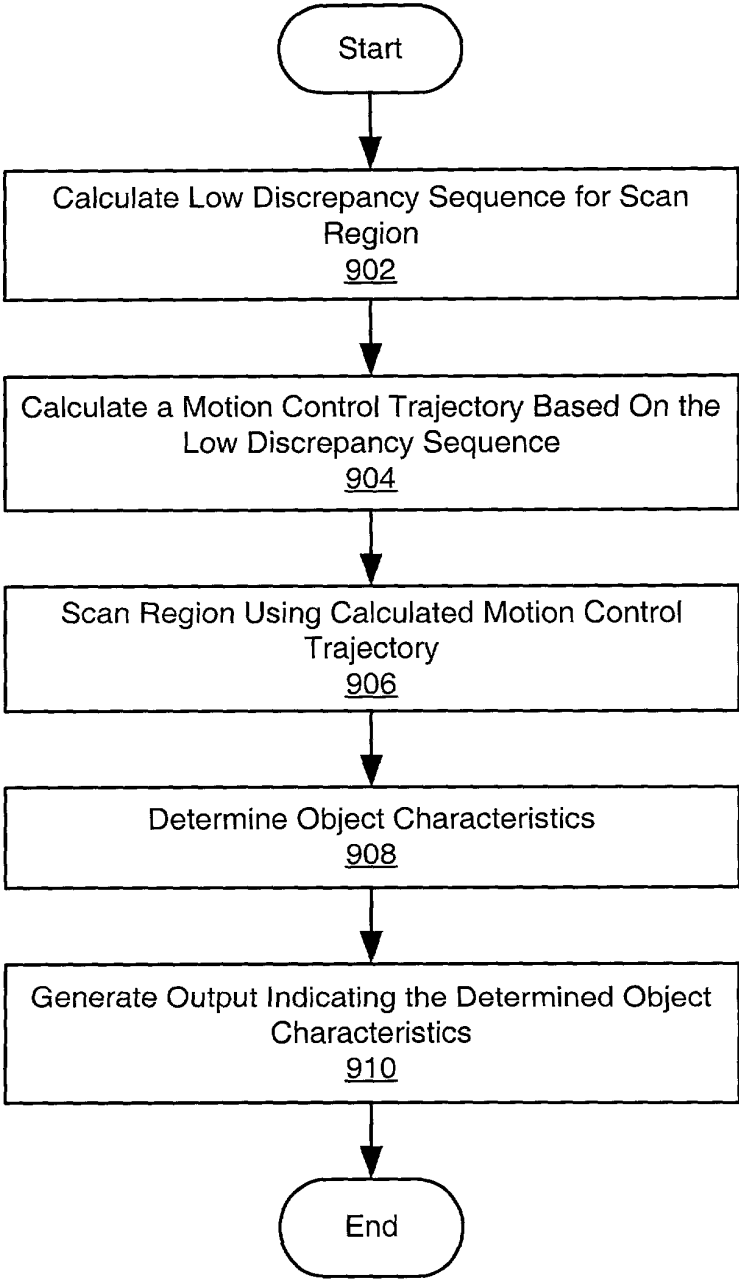 Start
Calculate Low Discrepancy Sequence for Scan
Region
902
Calculate a Motion Control Trajectory Based On the
Low Discrepancy Sequence
904
Scan Region Using Calculated Motion Control
Trajectory
906
Determine Object Characteristics
908
Generate Output Indicating the Determined Object
Characteristics
910
End